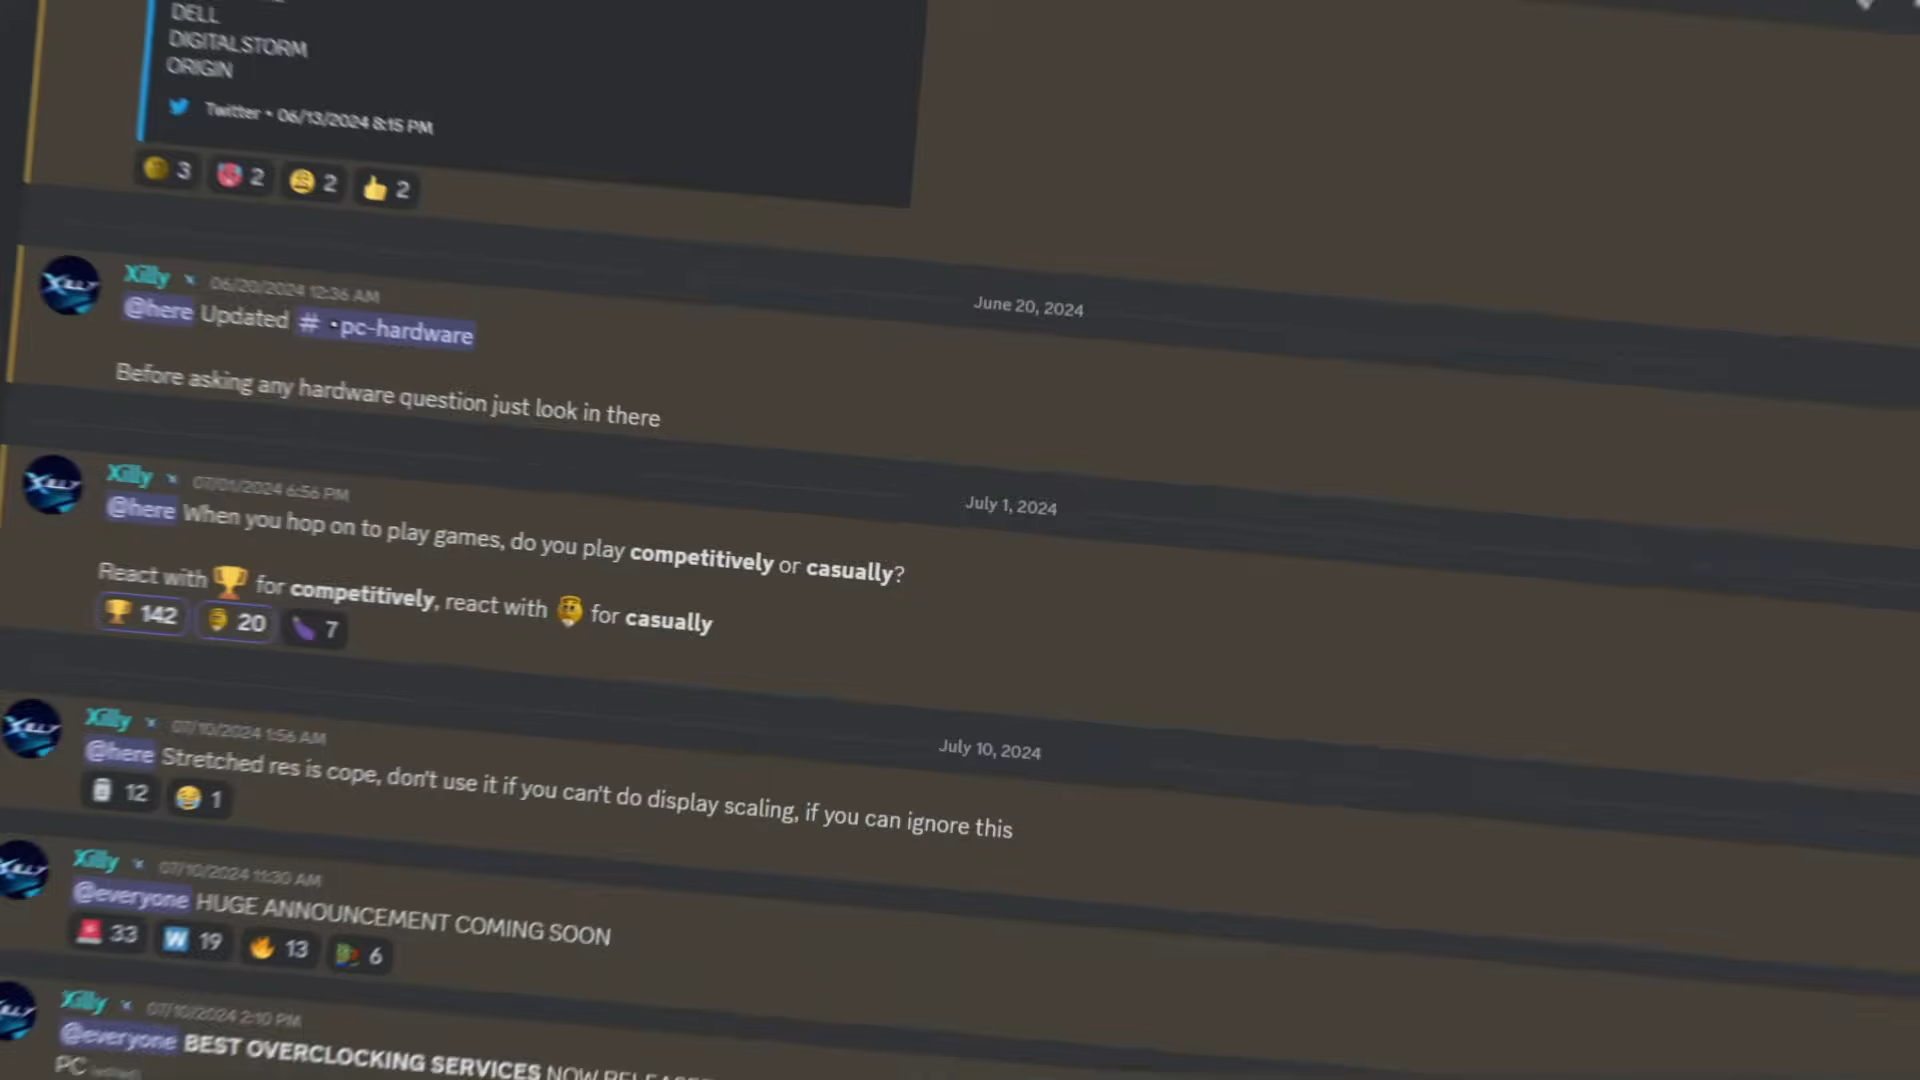 DELL
DIGITALSTORM
ORIGIN
Twitter • 06/13/2024 8:15 PM
3 2 2 2
June 20, 2024
Xilly 06/20/2024 12:36 AM
@here Updated # •pc-hardware
Before asking any hardware question just look in there
July 1, 2024
Xilly 07/01/2024 6:56 PM
@here When you hop on to play games, do you play competitively or casually?
React with 🏆 for competitively, react with for casually
142 20 7
July 10, 2024
Xilly 07/10/2024 1:56 AM
@here Stretched res is cope, don't use it if you can't do display scaling, if you can ignore this
12 1
Xilly 07/10/2024 11:30 AM
@everyone HUGE ANNOUNCEMENT COMING SOON
33 W 19 13 6
Xilly 07/10/2024 2:10 PM
@everyone BEST OVERCLOCKING SERVICES NOW
PC